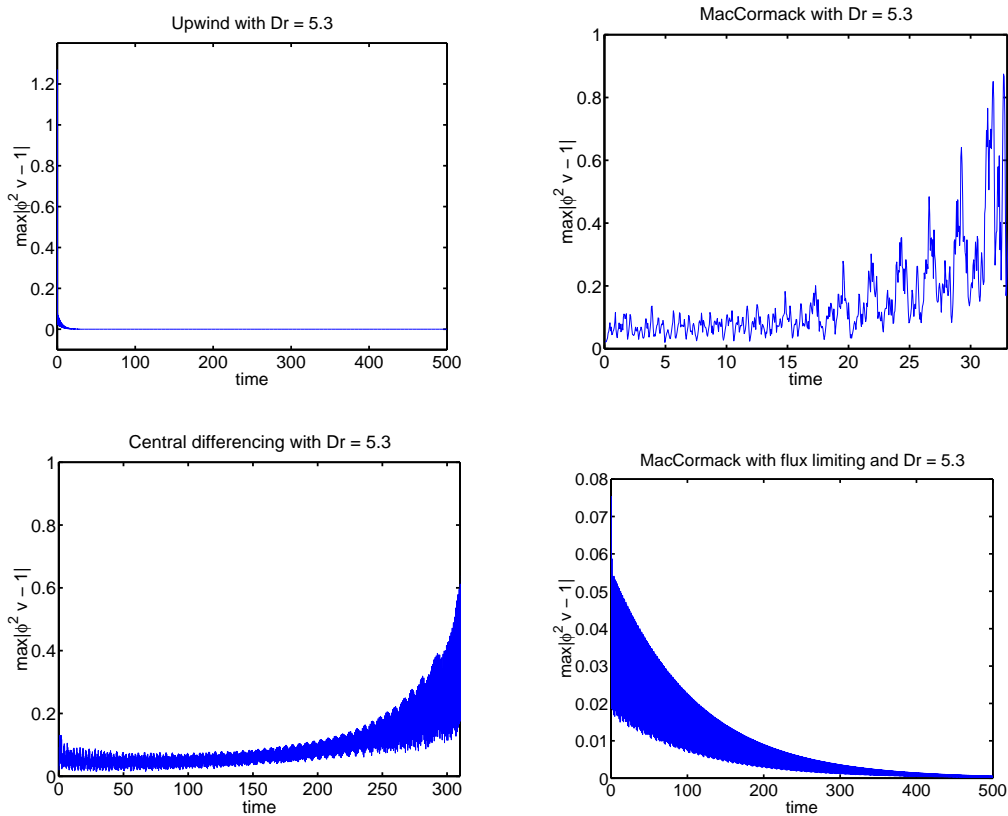 Upwind with Dr = 5.3
max|ϕ² v − 1|
1.2
1
0.8
0.6
0.4
0.2
0
0 100 200 300 400 500
time
MacCormack with Dr = 5.3
max|ϕ² v − 1|
1
0.8
0.6
0.4
0.2
0
0 5 10 15 20 25 30
time
Central differencing with Dr = 5.3
max|ϕ² v − 1|
1
0.8
0.6
0.4
0.2
0
0 50 100 150 200 250 300
time
MacCormack with flux limiting and Dr = 5.3
max|ϕ² v − 1|
0.08
0.07
0.06
0.05
0.04
0.03
0.02
0.01
0
0 100 200 300 400 500
time